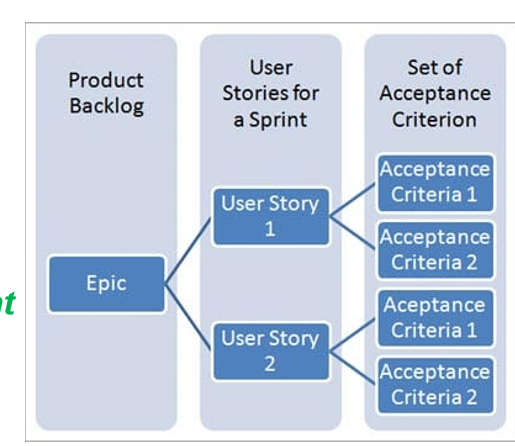 Product
Backlog
User
Stories for
a Sprint
Set of
Acceptance
Criterion
Epic
User Story
1
User Story
2
Acceptance
Criteria 1
Acceptance
Criteria 2
Aceptance
Criteria 1
Acceptance
Criteria 2